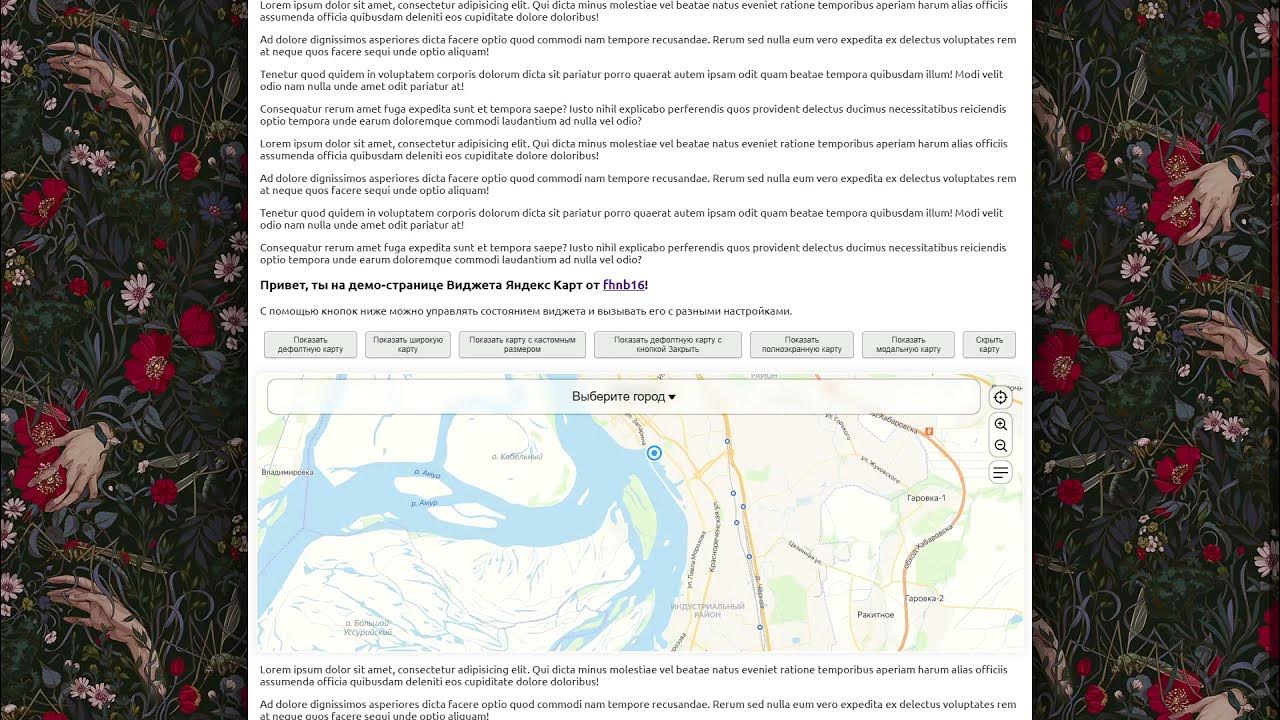 Lorem ipsum dolor sit amet, consectetur adipisicing elit. Qui dicta minus molestiae vel beatae natus eveniet ratione temporibus aperiam harum alias officiis
assumenda officia quibusdam deleniti eos cupiditate dolore doloribus!
Ad dolore dignissimos asperiores dicta facere optio quod commodi nam tempore recusandae. Rerum sed nulla eum vero expedita ex delectus voluptates rem
at neque quos facere sequi unde optio aliquam!
Tenetur quod quidem in voluptatem corporis dolorum dicta sit pariatur porro quaerat autem ipsam odit quam beatae tempora quibusdam illum! Modi velit
odio nam nulla unde amet odit pariatur at!
Consequatur rerum amet fuga expedita sunt et tempora saepe? Iusto nihil explicabo perferendis quos provident delectus ducimus necessitatibus reiciendis
optio tempora unde earum doloremque commodi laudantium ad nulla vel odio?
Lorem ipsum dolor sit amet, consectetur adipisicing elit. Qui dicta minus molestiae vel beatae natus eveniet ratione temporibus aperiam harum alias officiis
assumenda officia quibusdam deleniti eos cupiditate dolore doloribus!
Ad dolore dignissimos asperiores dicta facere optio quod commodi nam tempore recusandae. Rerum sed nulla eum vero expedita ex delectus voluptates rem
at neque quos facere sequi unde optio aliquam!
Tenetur quod quidem in voluptatem corporis dolorum dicta sit pariatur porro quaerat autem ipsam odit quam beatae tempora quibusdam illum! Modi velit
odio nam nulla unde amet odit pariatur at!
Consequatur rerum amet fuga expedita sunt et tempora saepe? Iusto nihil explicabo perferendis quos provident delectus ducimus necessitatibus reiciendis
optio tempora unde earum doloremque commodi laudantium ad nulla vel odio?
Привет, ты на демо-странице Виджета Яндекс Карт от fhnb16!
С помощью кнопок ниже можно управлять состоянием виджета и вызывать его с разными настройками.
Показать
дефолтную карту
Показать широкую
карту
Показать карту с кастомным
размером
Показать дефолтную карту с
кнопкой Закрыть
Показать
полноэкранную карту
Показать
модальную карту
Скрыть
карту
РАЙОН
Выберите город
ул. Горького
о. Кабельный
ул. Жуковского
Владимировка
р. Амур
Гаровка-1
р. Амур
Краснореченская ул.
ул. Павла Морозова
Целинная ул.
обход Хабаровска
р. Чёрная
Гаровка-2
ИНДУСТРИАЛЬНЫЙ
РАЙОН
Ракитное
о. Большой
Уссурийский
Lorem ipsum dolor sit amet, consectetur adipisicing elit. Qui dicta minus molestiae vel beatae natus eveniet ratione temporibus aperiam harum alias officiis
assumenda officia quibusdam deleniti eos cupiditate dolore doloribus!
Ad dolore dignissimos asperiores dicta facere optio quod commodi nam tempore recusandae. Rerum sed nulla eum vero expedita ex delectus voluptates rem
at neque quos facere sequi unde optio aliquam!